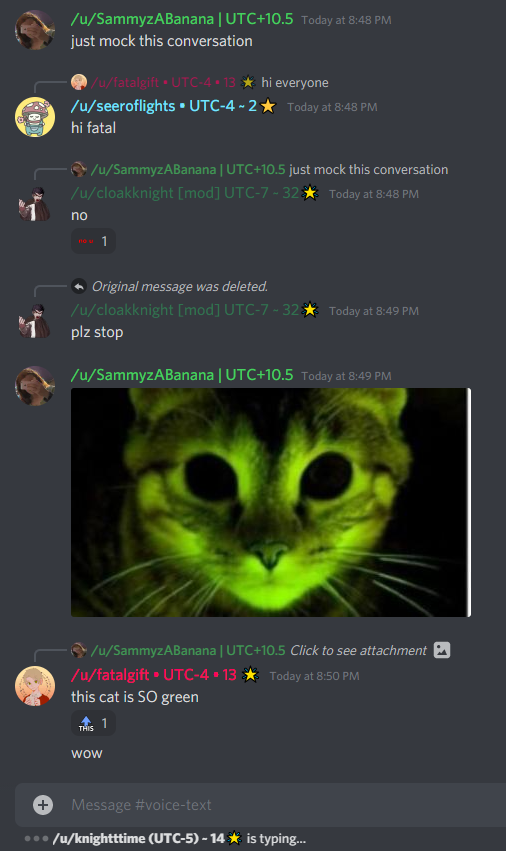 /u/SammyzABanana | UTC+10.5 Today at 8:48 PM
just mock this conversation
/u/fatalgift • UTC-4 • 13 ⭐ hi everyone
/u/seeroflights ▪ UTC-4 ~ 2⭐ Today at 8:48 PM
hi fatal
/u/SammyzABanana | UTC+10.5 just mock this conversation
/u/cloakknight [mod] UTC-7 - 32⭐ Today at 8:48 PM
no
1
Original message was deleted.
/u/cloakknight [mod] UTC-7 - 32⭐ Today at 8:49 PM
plz stop
/u/SammyzABanana | UTC+10.5 Today at 8:49 PM
/u/SammyzABanana | UTC+10.5 Click to see attachment
/u/fatalgift • UTC-4 • 13 ⭐ Today at 8:50 PM
this cat is SO green
THIS 1
wow
Message #voice-text
/u/knightttime (UTC-5) - 14⭐ is typing...